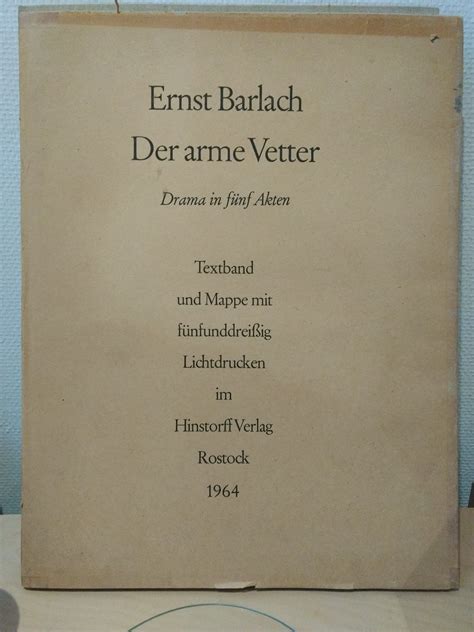 Ernst Barlach
Der arme Vetter
Drama in fünf Akten
Textband
und Mappe mit
fünfunddreißig
Lichtdrucken
im
Hinstorff Verlag
Rostock
1964